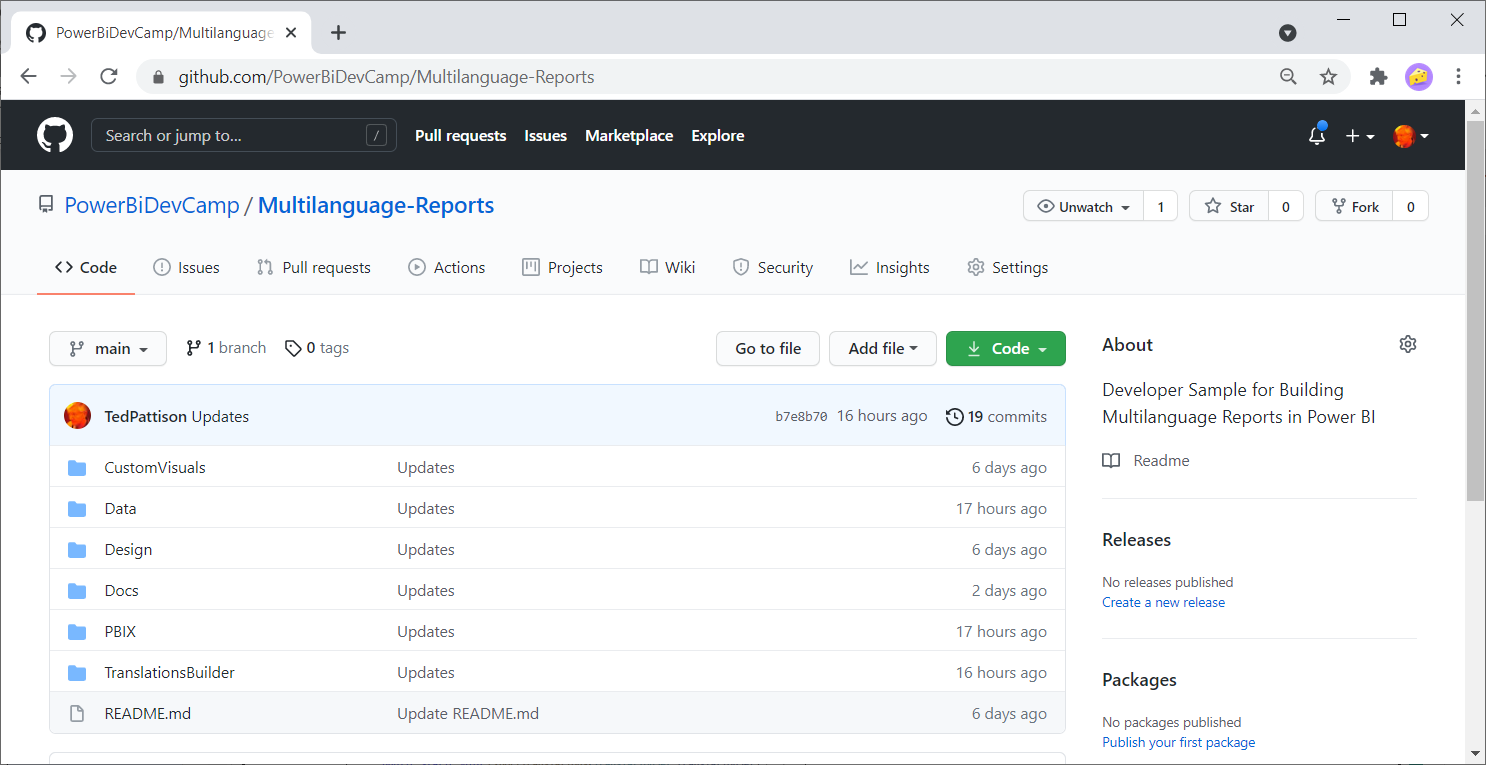 PowerBiDevCamp/Multilanguage
github.com/PowerBiDevCamp/Multilanguage-Reports
Search or jump to... / Pull requests Issues Marketplace Explore
PowerBiDevCamp / Multilanguage-Reports Unwatch 1 Star 0 Fork 0
Code Issues Pull requests Actions Projects Wiki Security Insights Settings
main 1 branch 0 tags Go to file Add file Code
About
Developer Sample for Building
Multilanguage Reports in Power BI
Readme
TedPattison Updates b7e8b70 16 hours ago 19 commits
CustomVisuals Updates 6 days ago
Data Updates 17 hours ago
Design Updates 6 days ago
Docs Updates 2 days ago
PBIX Updates 17 hours ago
TranslationsBuilder Updates 16 hours ago
README.md Update README.md 6 days ago
Releases
No releases published
Create a new release
Packages
No packages published
Publish your first package